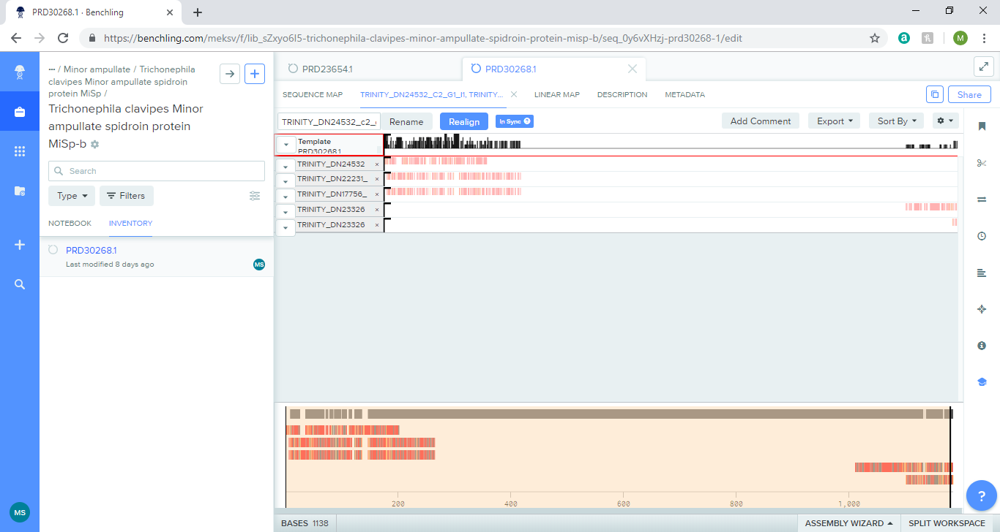 PRD30268.1 · Benchling
https://benchling.com/meksv/f/lib_sZxyo6I5-trichonephila-clavipes-minor-ampullate-spidroin-protein-misp-b/seq_0y6vXHzj-prd30268-1/edit
a
h
M
... / Minor ampullate / Trichonephila
clavipes Minor ampullate spidroin
protein MiSp /
Trichonephila clavipes Minor
ampullate spidroin protein
MiSp-b
Search
Type
Filters
NOTEBOOK INVENTORY
PRD30268.1
Last modified 8 days ago
MS
MS
PRD23654.1
PRD30268.1
SEQUENCE MAP TRINITY_DN24532_C2_G1_I1, TRINITY... LINEAR MAP DESCRIPTION METADATA
Share
TRINITY_DN24532_c2_
Rename Realign In Sync ? Add Comment Export Sort By
Template
PRD30268.1
TRINITY_DN24532 ×
TRINITY_DN22231_ ×
TRINITY_DN17756_ ×
TRINITY_DN23326 ×
TRINITY_DN23326 ×
200 400 600 800 1,000
?
BASES 1138
ASSEMBLY WIZARD SPLIT WORKSPACE